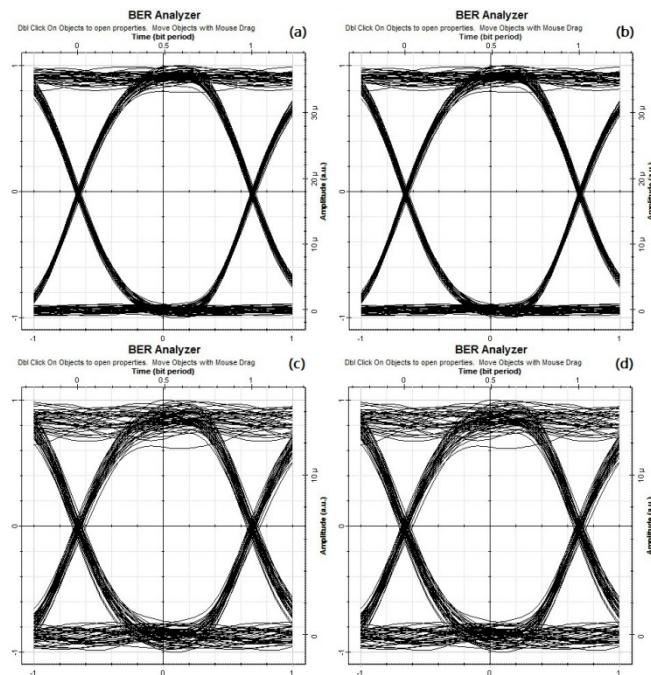 BER Analyzer
Dbl Click On Objects to open properties. Move Objects with Mouse Drag (a)
Time (bit period)
0 0.5 1
1
0
-1
-1 0 1
30 μ
20 μ
10 μ
0
Amplitude (a.u.)
BER Analyzer
Dbl Click On Objects to open properties. Move Objects with Mouse Drag (b)
Time (bit period)
0 0.5 1
1
0
-1
-1 0 1
30 μ
20 μ
10 μ
0
Amplitude (a.u.)
BER Analyzer
Dbl Click On Objects to open properties. Move Objects with Mouse Drag (c)
Time (bit period)
0 0.5 1
1
0
-1
-1 0 1
10 μ
0
Amplitude (a.u.)
BER Analyzer
Dbl Click On Objects to open properties. Move Objects with Mouse Drag (d)
Time (bit period)
0 0.5 1
1
0
-1
-1 0 1
10 μ
0
Amplitude (a.u.)